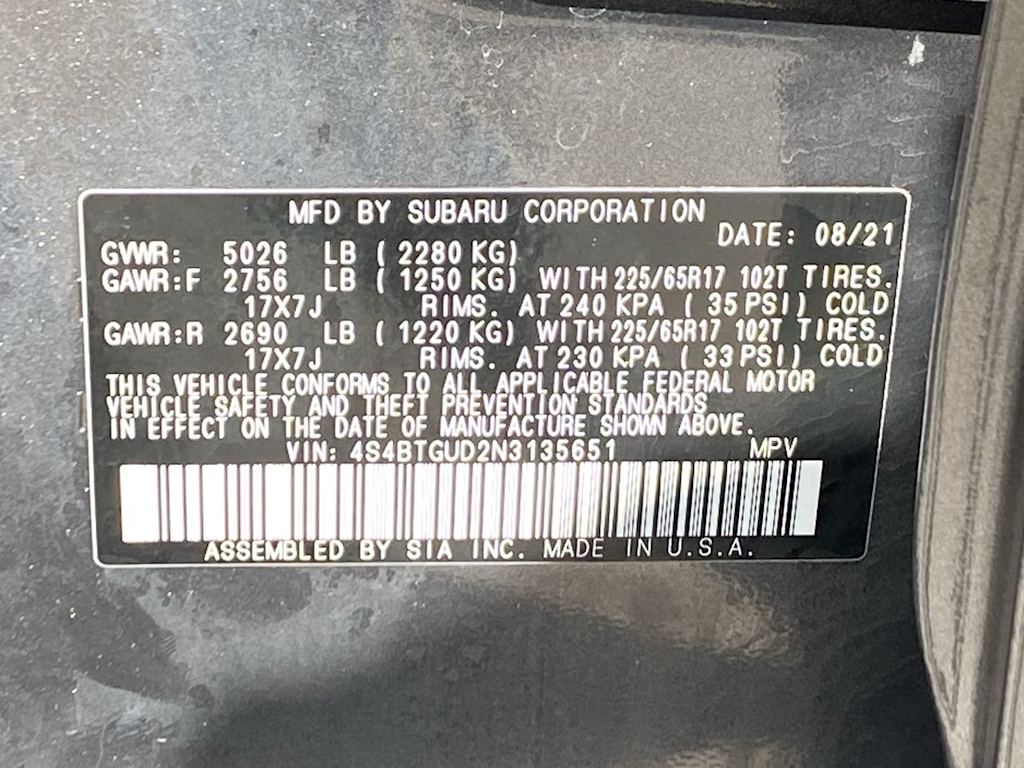 MFD BY SUBARU CORPORATION
DATE: 08/21
GVWR: 5026 LB ( 2280 KG)
GAWR:F 2756 LB ( 1250 KG) WITH 225/65R17 102T TIRES.
17X7J RIMS. AT 240 KPA ( 35 PSI) COLD
GAWR:R 2690 LB ( 1220 KG) WITH 225/65R17 102T TIRES.
17X7J RIMS. AT 230 KPA ( 33 PSI) COLD
THIS VEHICLE CONFORMS TO ALL APPLICABLE FEDERAL MOTOR
VEHICLE SAFETY AND THEFT PREVENTION STANDARDS
IN EFFECT ON THE DATE OF MANUFACTURE SHOWN ABOVE.
VIN: 4S4BTGUD2N3135651 MPV
ASSEMBLED BY SIA INC. MADE IN U.S.A.